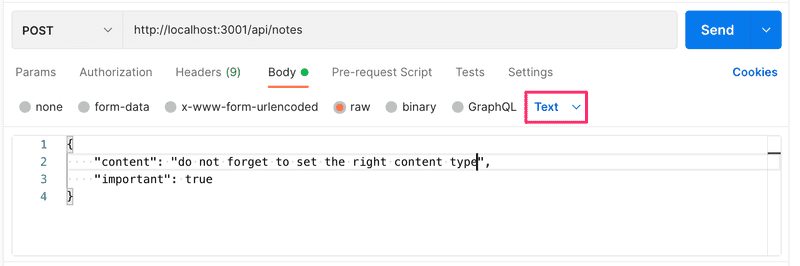 POST http://localhost:3001/api/notes Send
Params Authorization Headers (9) Body Pre-request Script Tests Settings Cookies
none form-data x-www-form-urlencoded raw binary GraphQL Text
1 {
2 "content": "do not forget to set the right content type",
3 "important": true
4 }